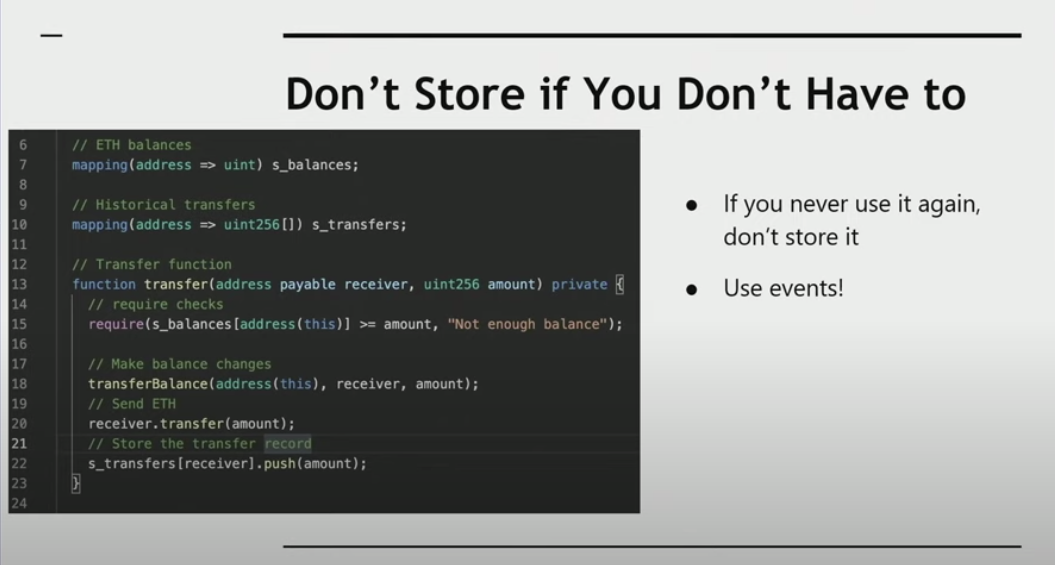 Don’t Store if You Don’t Have to
6 // ETH balances
7 mapping(address => uint) s_balances;
8
9 // Historical transfers
10 mapping(address => uint256[]) s_transfers;
11
12 // Transfer function
13 function transfer(address payable receiver, uint256 amount) private {
14 // require checks
15 require(s_balances[address(this)] >= amount, "Not enough balance");
16
17 // Make balance changes
18 transferBalance(address(this), receiver, amount);
19 // Send ETH
20 receiver.transfer(amount);
21 // Store the transfer record
22 s_transfers[receiver].push(amount);
23 }
24
● If you never use it again,
don’t store it
● Use events!